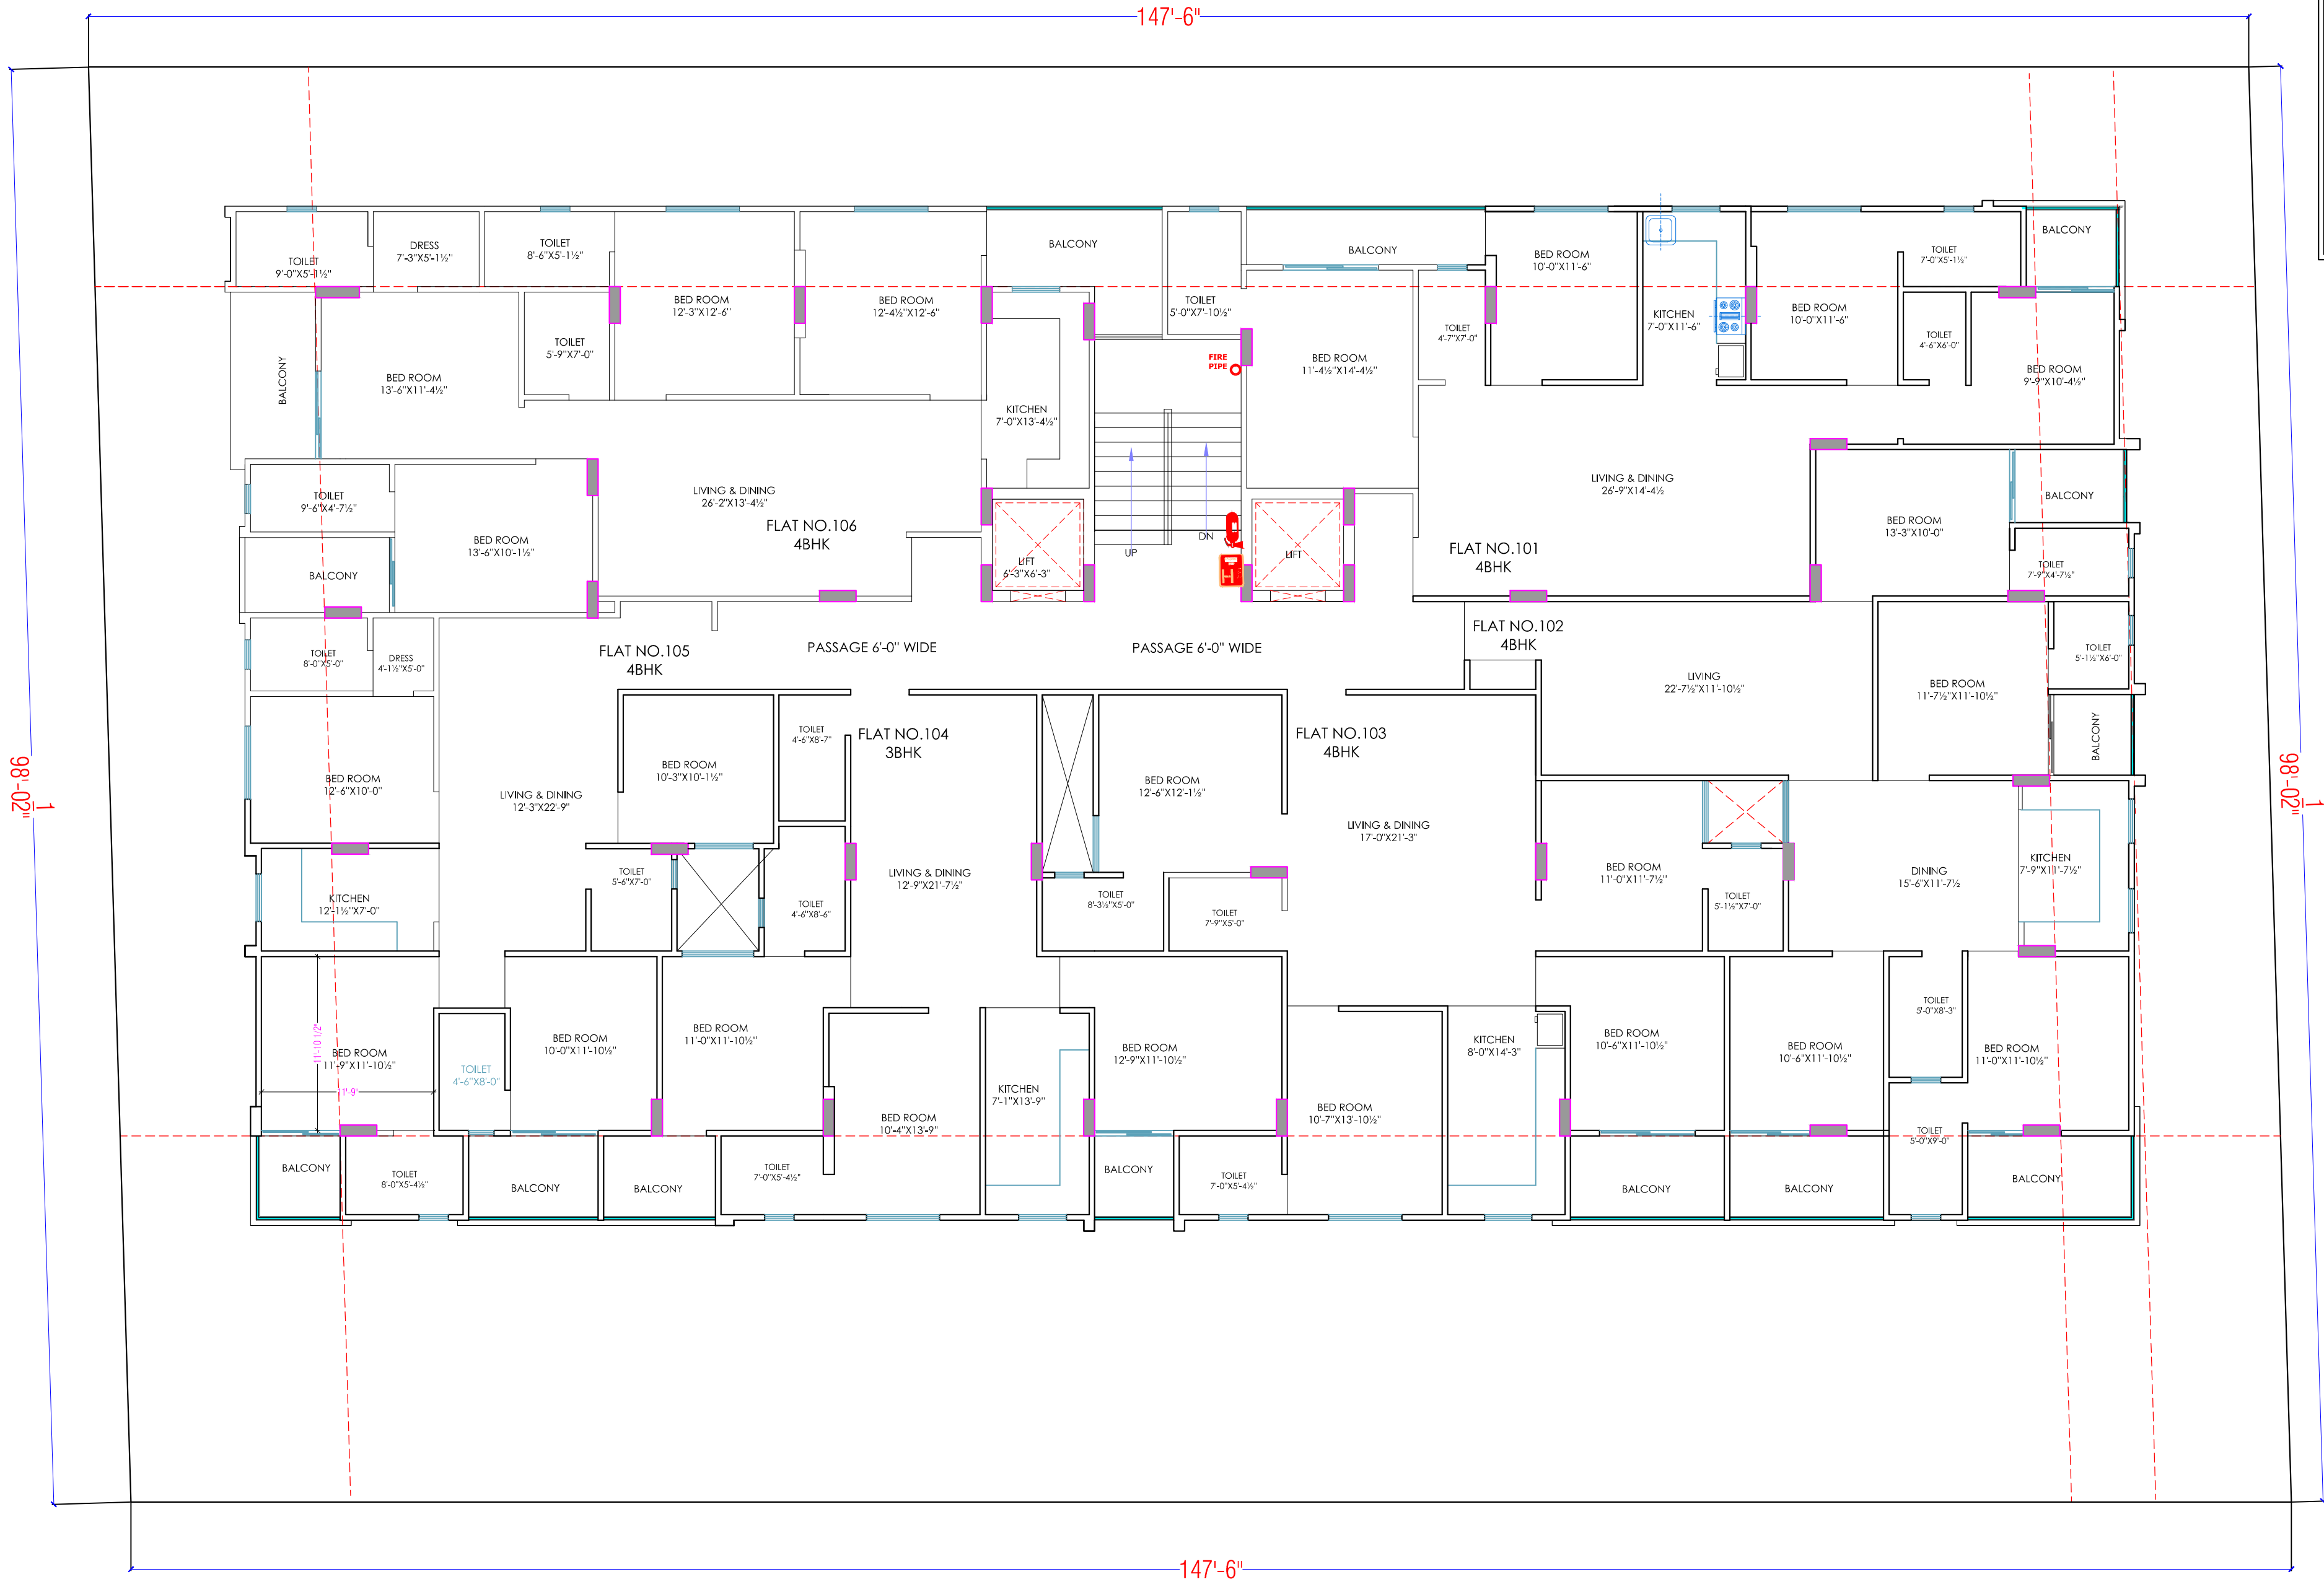 147'-6"
TOILET
9'-0"X5'-1½"
DRESS
7'-3"X5'-1½"
TOILET
8'-6"X5'-1½"
BED ROOM
12'-3"X12'-6"
BED ROOM
12'-4½"X12'-6"
BALCONY
TOILET
5'-0"X7'-10½"
BALCONY
BED ROOM
10'-0"X11'-6"
KITCHEN
7'-0"X11'-6"
BED ROOM
10'-0"X11'-6"
TOILET
7'-0"X5'-1½"
BALCONY
BALCONY
BED ROOM
13'-6"X11'-4½"
TOILET
5'-9"X7'-0"
KITCHEN
7'-0"X13'-4½"
FIRE
PIPE
BED ROOM
11'-4½"X14'-4½"
TOILET
4'-7"X7'-0"
TOILET
4'-6"X6'-0"
BED ROOM
9'-9"X10'-4½"
TOILET
9'-6"X4'-7½"
BED ROOM
13'-6"X10'-1½"
BALCONY
LIVING & DINING
26'-2"X13'-4½"
FLAT NO.106
4BHK
LIFT
6'-3"X6'-3"
UP
DN
H
LIFT
LIVING & DINING
26'-9"X14'-4½
FLAT NO.101
4BHK
BED ROOM
13'-3"X10'-0"
BALCONY
TOILET
7'-9"X4'-7½"
TOILET
8'-0"X5'-0"
DRESS
4'-1½"X5'-0"
FLAT NO.105
4BHK
PASSAGE 6'-0" WIDE
PASSAGE 6'-0" WIDE
FLAT NO.102
4BHK
LIVING
22'-7½"X11'-10½"
BED ROOM
11'-7½"X11'-10½"
TOILET
5'-1½"X6'-0"
BALCONY
98'-02
1
"
BED ROOM
12'-6"X10'-0"
LIVING & DINING
12'-3"X22'-9"
BED ROOM
10'-3"X10'-1½"
TOILET
4'-6"X8'-7"
FLAT NO.104
3BHK
BED ROOM
12'-6"X12'-1½"
FLAT NO.103
4BHK
LIVING & DINING
17'-0"X21'-3"
98'-02
1
"
KITCHEN
12'-1½"X7'-0"
TOILET
5'-6"X7'-0"
TOILET
4'-6"X8'-6"
LIVING & DINING
12'-9"X21'-7½"
TOILET
8'-3½"X5'-0"
TOILET
7'-9"X5'-0"
BED ROOM
11'-0"X11'-7½"
TOILET
5'-1½"X7'-0"
DINING
15'-6"X11'-7½
KITCHEN
7'-9"X11'-7½"
BED ROOM
11'-9"X11'-10½"
11'-10 1/2"
11'-9"
TOILET
4'-6"X8'-0"
BED ROOM
10'-0"X11'-10½"
BED ROOM
11'-0"X11'-10½"
BED ROOM
10'-4"X13'-9"
KITCHEN
7'-1"X13'-9"
BED ROOM
12'-9"X11'-10½"
BED ROOM
10'-7"X13'-10½"
KITCHEN
8'-0"X14'-3"
BED ROOM
10'-6"X11'-10½"
BED ROOM
10'-6"X11'-10½"
TOILET
5'-0"X8'-3"
BED ROOM
11'-0"X11'-10½"
TOILET
5'-0"X9'-0"
BALCONY
TOILET
8'-0"X5'-4½"
BALCONY
BALCONY
TOILET
7'-0"X5'-4½"
BALCONY
TOILET
7'-0"X5'-4½"
BALCONY
BALCONY
BALCONY
147'-6"